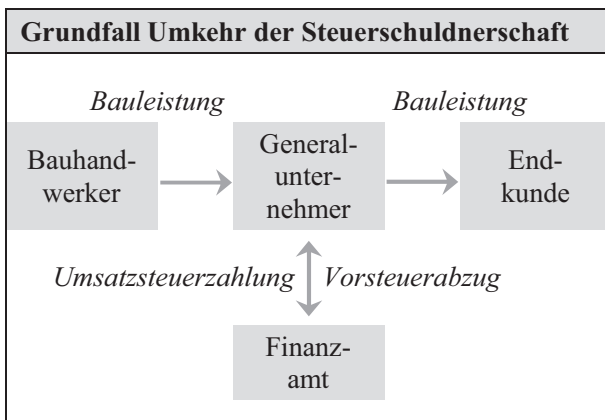 Grundfall Umkehr der Steuerschuldnerschaft
Bauleistung
Bauleistung
Bauhand-
werker
General-
unter-
nehmer
End-
kunde
Umsatzsteuerzahlung
Vorsteuerabzug
Finanz-
amt